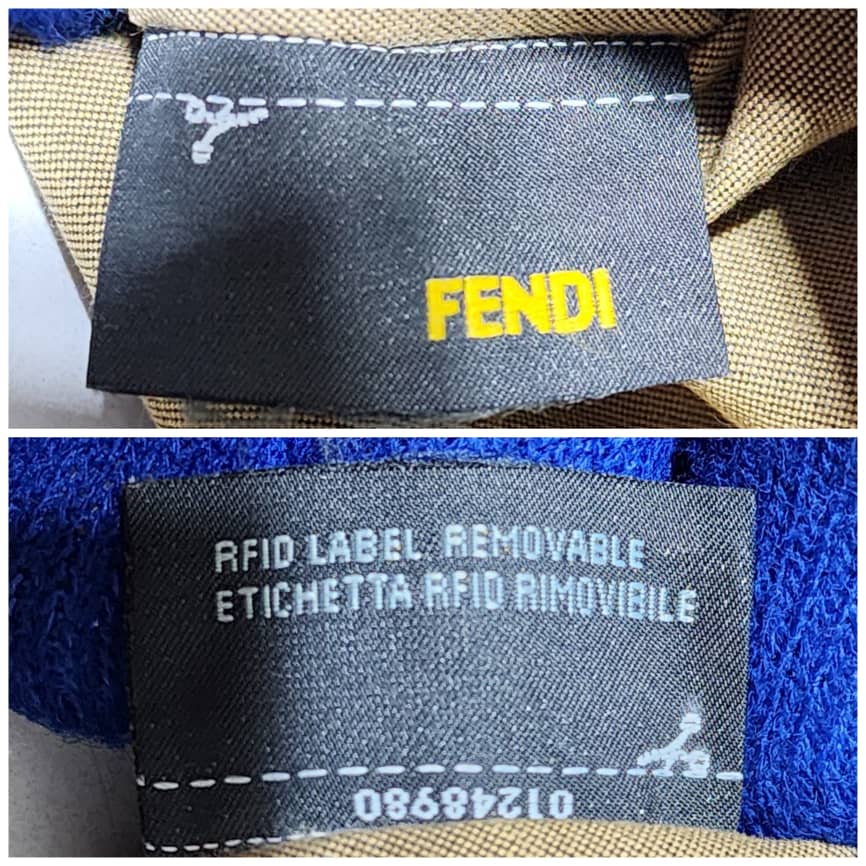 FENDI
RFID LABEL REMOVABLE
ETICHETTA RFID RIMOVIBILE
01248980